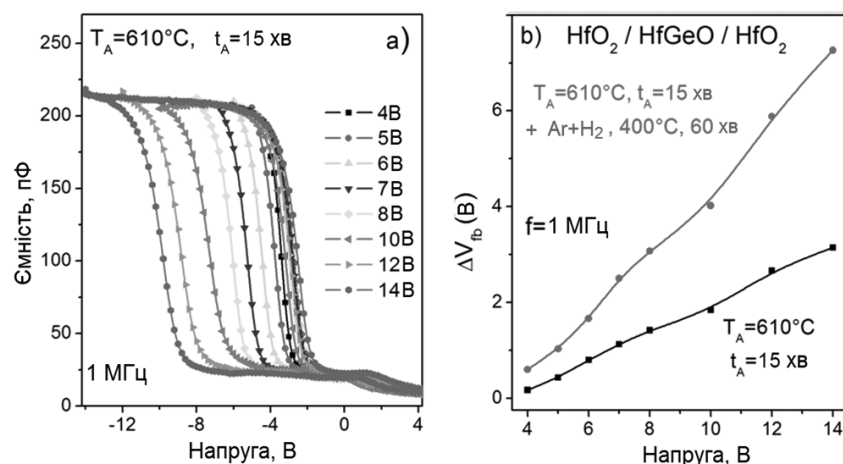 T_A=610°C, t_A=15 хв
a)
250
200
150
100
50
0
Ємність, пФ
4В
5В
6В
7В
8В
10В
12В
14В
1 МГц
-12
-8
-4
0
4
Напруга, В
b)
HfO₂ / HfGeO / HfO₂
T_A=610°C, t_A=15 хв
+ Ar+H₂ , 400°C, 60 хв
f=1 МГц
T_A=610°C
t_A=15 хв
ΔV_fb (В)
8
6
4
2
0
4
6
8
10
12
14
Напруга, В